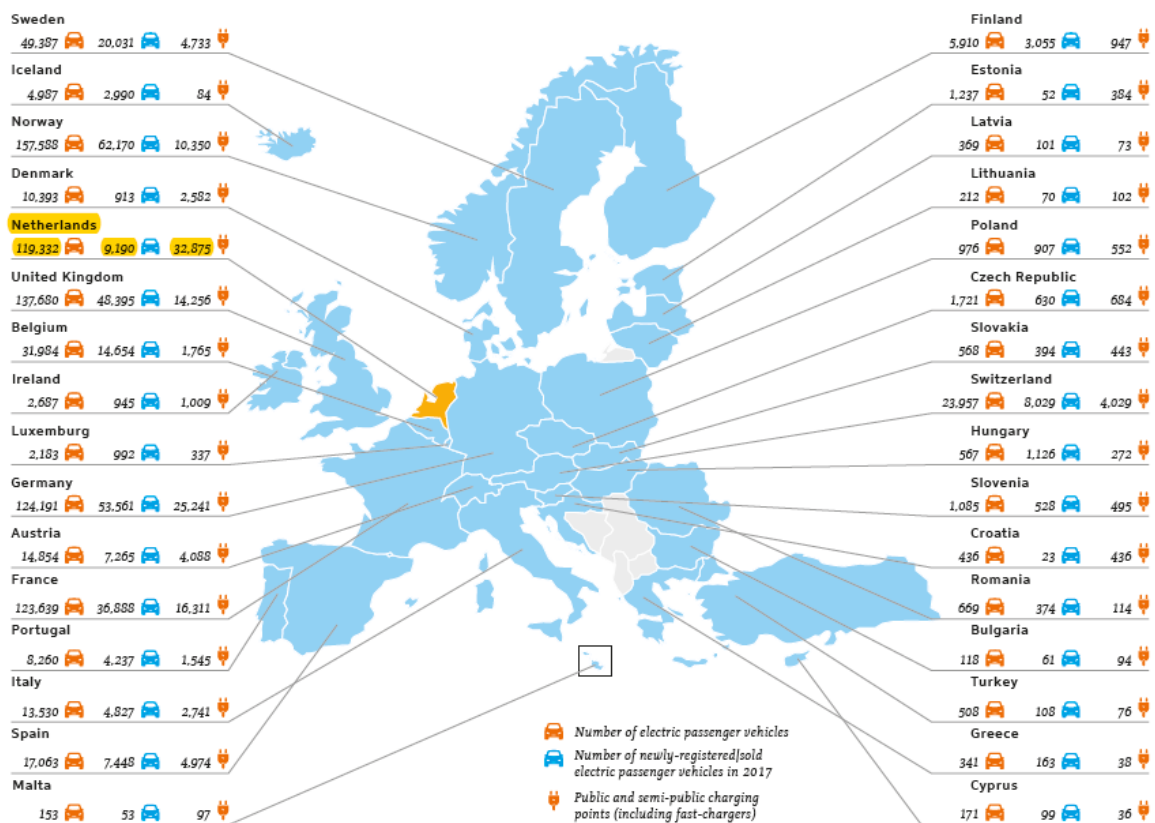 Sweden
49,387 20,031 4,733
Iceland
4,987 2,990 84
Norway
157,588 62,170 10,350
Denmark
10,393 913 2,582
Netherlands
119,332 9,190 32,875
United Kingdom
137,680 48,395 14,256
Belgium
31,984 14,654 1,765
Ireland
2,687 945 1,009
Luxemburg
2,183 992 337
Germany
124,191 53,561 25,241
Austria
14,854 7,265 4,088
France
123,639 36,888 16,311
Portugal
8,260 4,237 1,545
Italy
13,530 4,827 2,741
Spain
17,063 7,448 4,974
Malta
153 53 97
Finland
5,910 3,055 947
Estonia
1,237 52 384
Latvia
369 101 73
Lithuania
212 70 102
Poland
976 907 552
Czech Republic
1,721 630 684
Slovakia
568 394 443
Switzerland
23,957 8,029 4,029
Hungary
567 1,126 272
Slovenia
1,085 528 495
Croatia
436 23 436
Romania
669 374 114
Bulgaria
118 61 94
Turkey
508 108 76
Greece
341 163 38
Cyprus
171 99 36
Number of electric passenger vehicles
Number of newly-registered/sold
electric passenger vehicles in 2017
Public and semi-public charging
points (including fast-chargers)